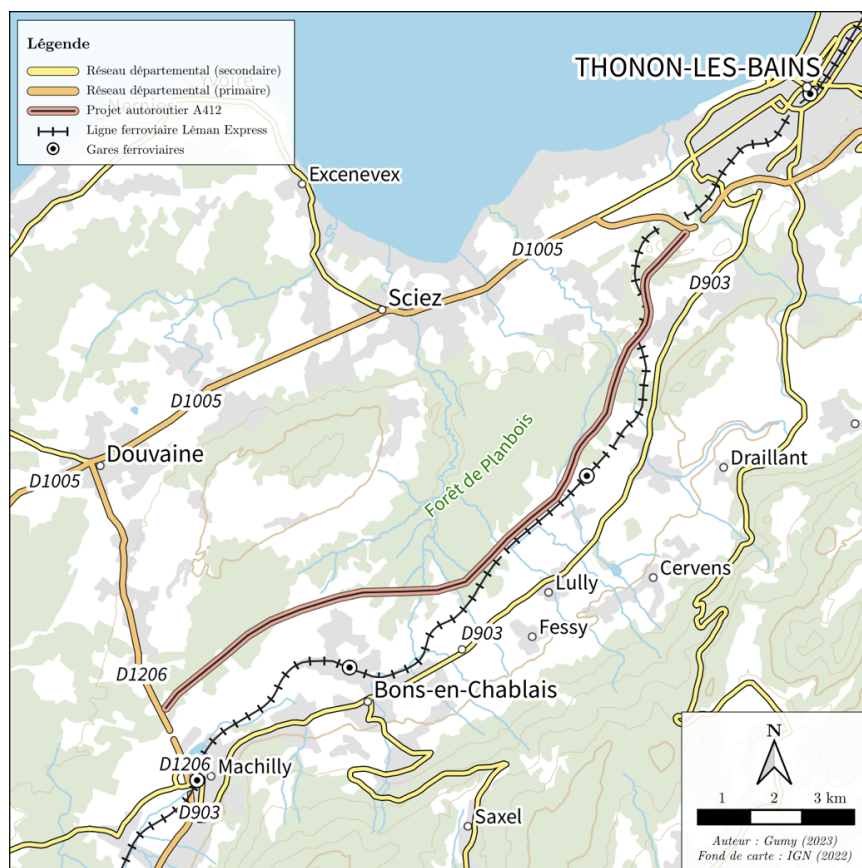 Légende
Réseau départemental (secondaire)
Yvoire
Réseau départemental (primaire)
Nernier
Projet autoroutier A412
Ligne ferroviaire Léman Express
Gares ferroviaires
THONON-LES-BAINS
Excenevex
D1005
D903
Sciez
D1005
Forêt de Planbois
Douvaine
Draillant
D1005
Cervens
Lully
Fessy
D903
D1206
Bons-en-Chablais
D1206
Machilly
D903
Saxel
N
1 2 3 km
Auteur : Gumy (2023)
Fond de carte : IGN (2022)